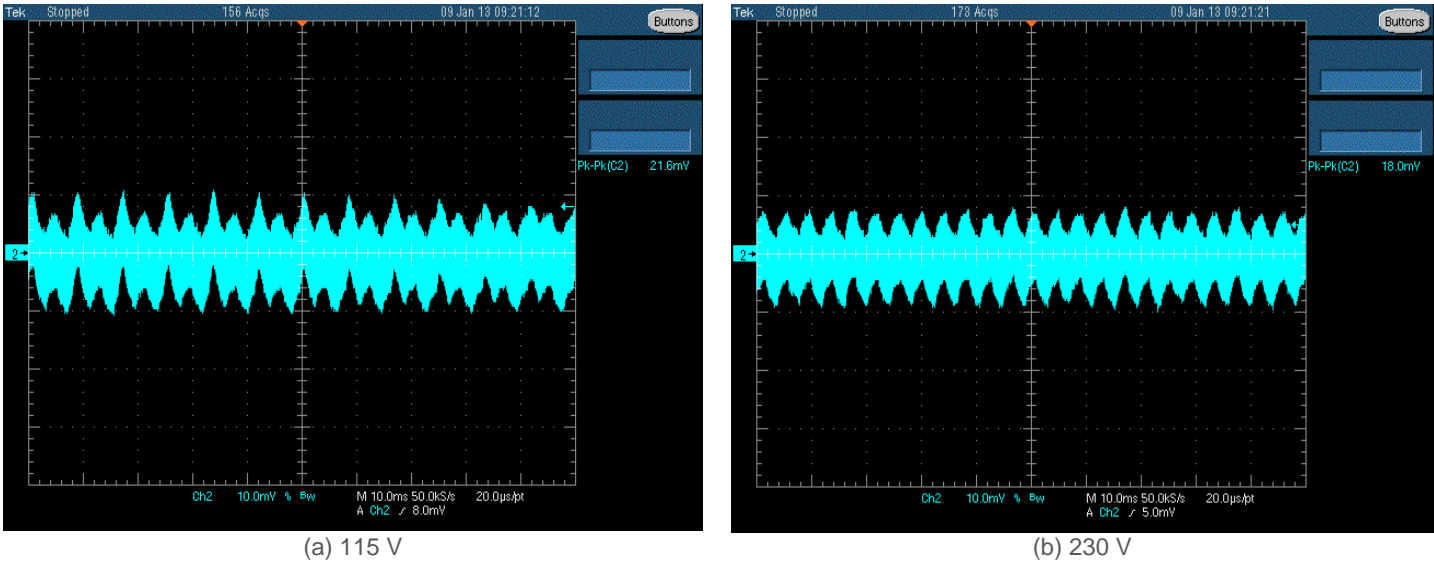 Tek Stopped 156 Acqs 09 Jan 13 09:21:12
Buttons
Pk-Pk(C2) 21.6mV
2
Ch2 10.0mV % Bw M 10.0ms 50.0kS/s 20.0µs/pt
A Ch2 / 8.0mV
(a) 115 V
Tek Stopped 173 Acqs 09 Jan 13 09:21:21
Buttons
Pk-Pk(C2) 18.0mV
2
Ch2 10.0mV % Bw M 10.0ms 50.0kS/s 20.0µs/pt
A Ch2 / 5.0mV
(b) 230 V